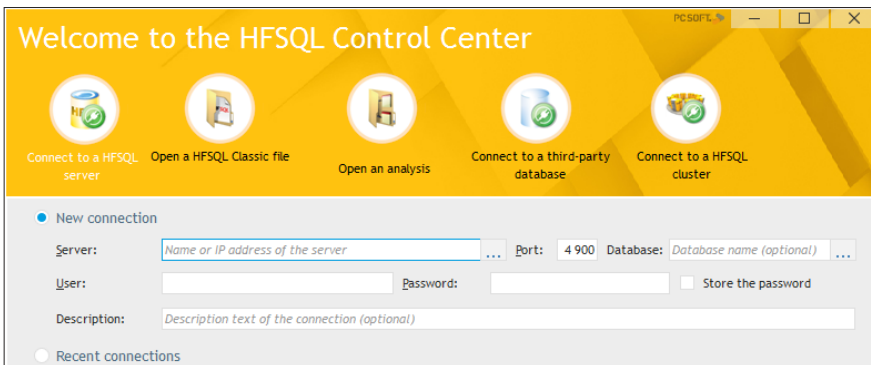 PCSOFT
Welcome to the HFSQL Control Center
HF
Connect to a HFSQL
server
Open a HFSQL Classic file
Open an analysis
Connect to a third-party
database
Connect to a HFSQL
cluster
New connection
Server: Name or IP address of the server ... Port: 4 900 Database: Database name (optional) ...
User: Password: Store the password
Description: Description text of the connection (optional)
Recent connections